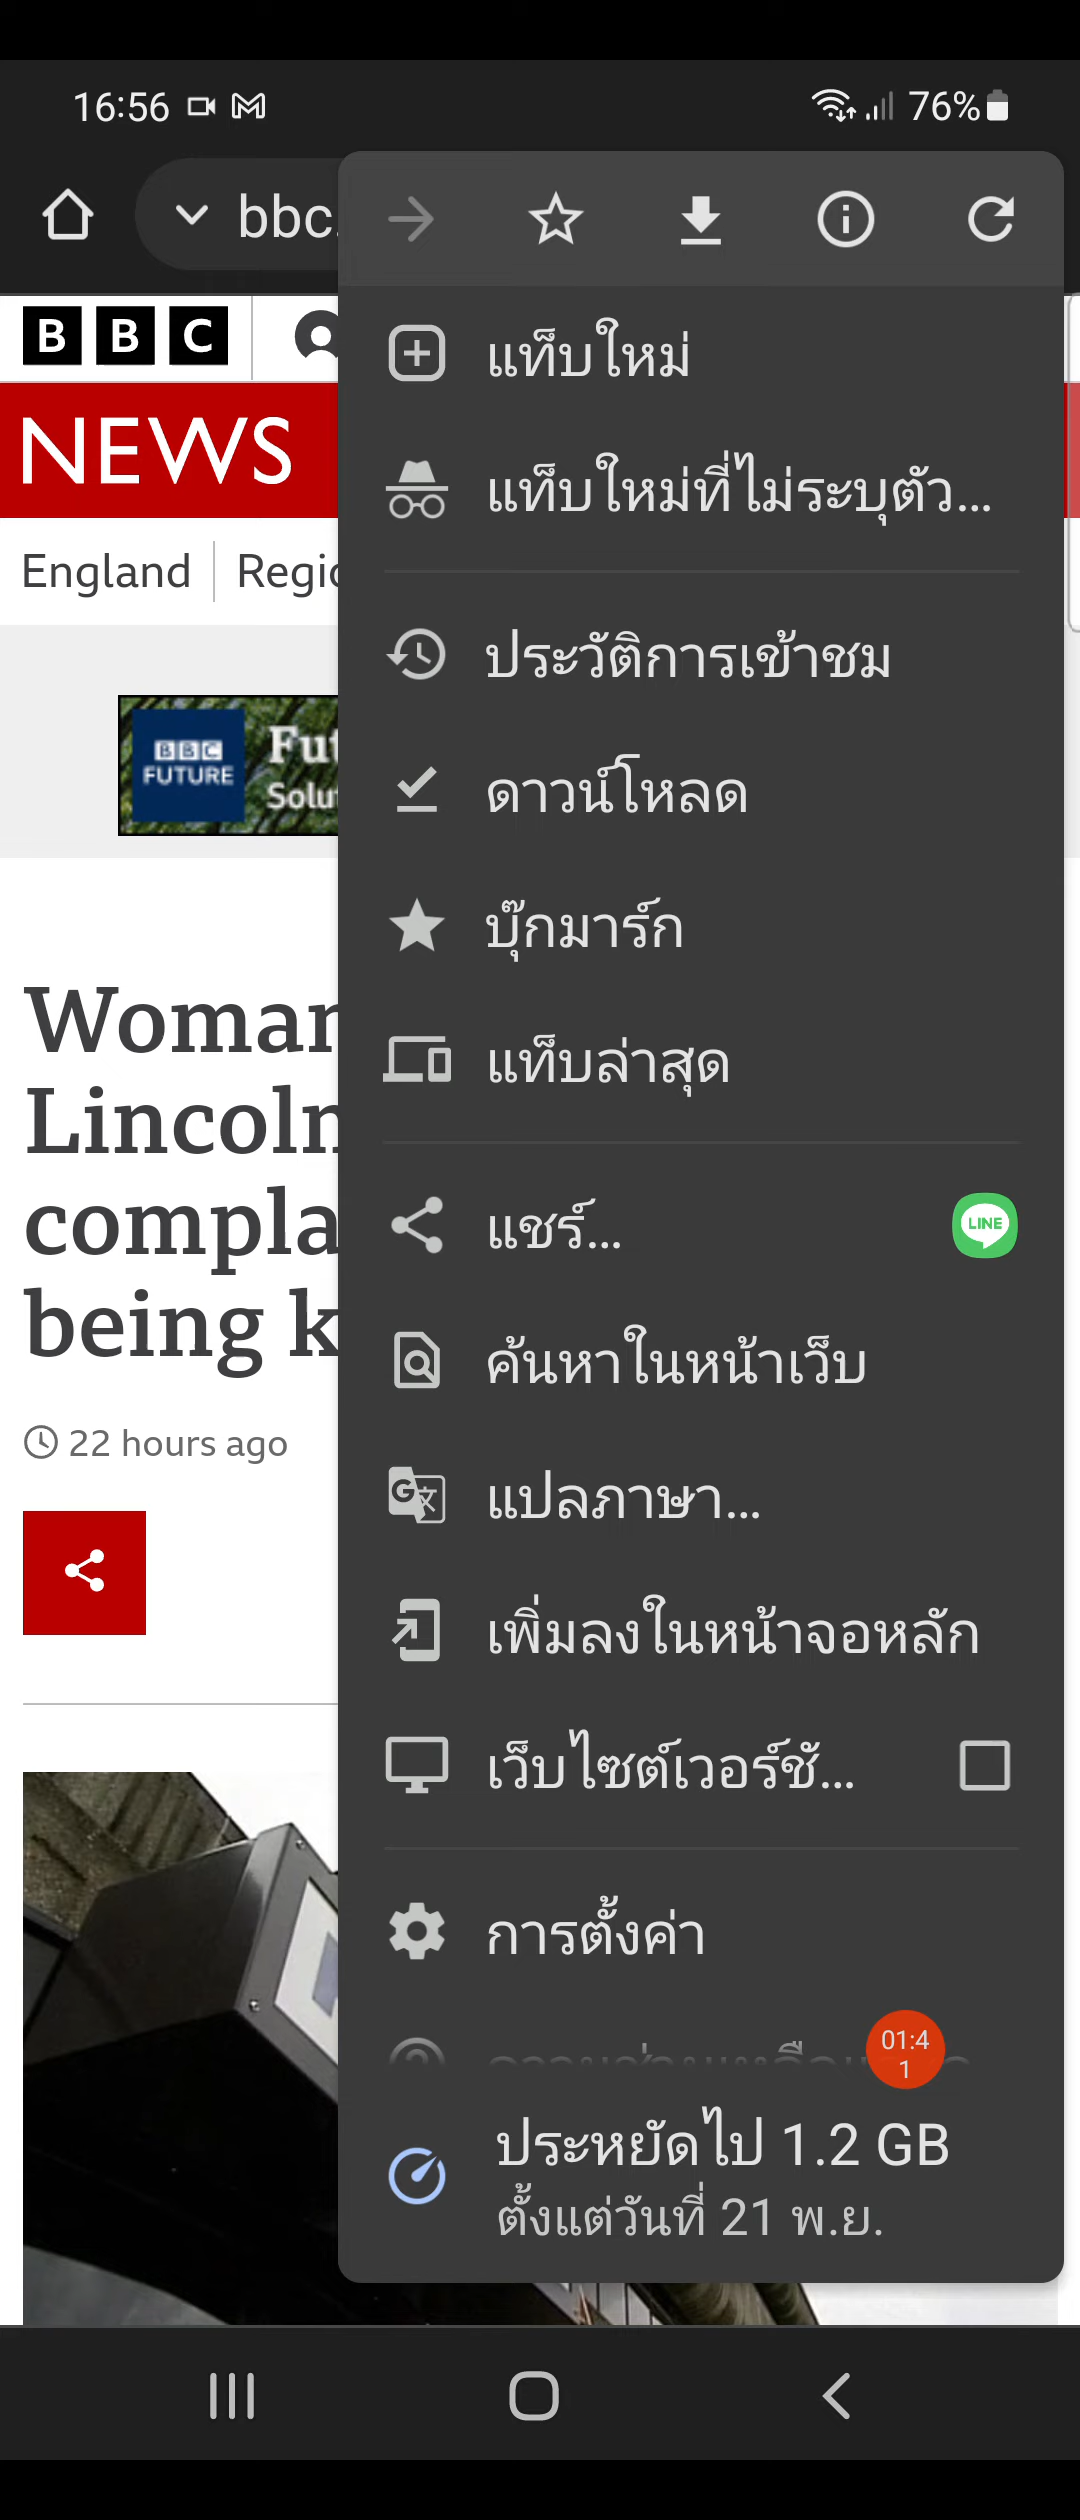 16:56
76%
bbc.
BBC
NEWS
England
แท็บใหม่
แท็บใหม่ที่ไม่ระบุตัว...
ประวัติการเข้าชม
BBC
FUTURE
ดาวน์โหลด
บุ๊กมาร์ก
แท็บล่าสุด
compla
being k
แชร์...
LINE
ค้นหาในหน้าเว็บ
22 hours ago
แปลภาษา...
เพิ่มลงในหน้าจอหลัก
เว็บไซต์เวอร์ชั...
การตั้งค่า
01:4
1
ประหยัดไป 1.2 GB
ตั้งแต่วันที่ 21 พ.ย.